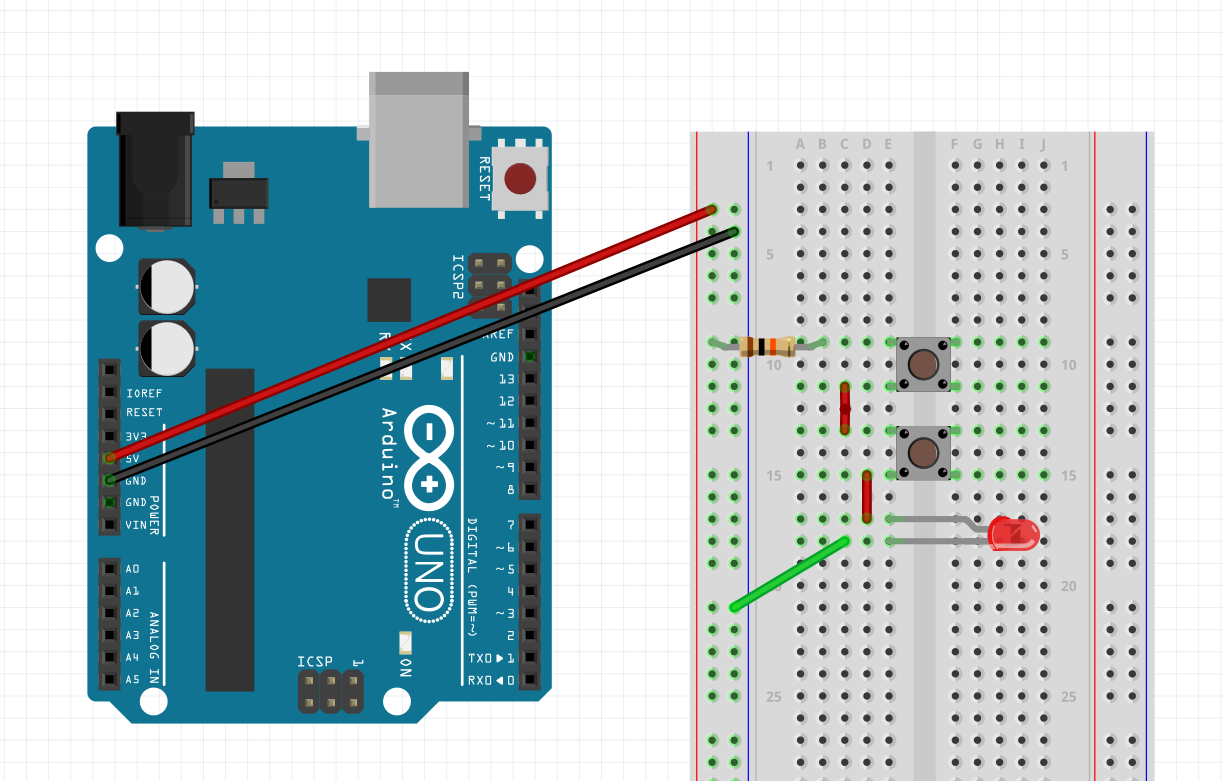 RESET
ICSP2
AREF
GND
13
12
~11
~10
~9
8
7
~6
~5
4
~3
2
TX0▶1
RX0◀0
DIGITAL (PWM=~)
IOREF
RESET
3V3
5V
GND
GND
VIN
POWER
A0
A1
A2
A3
A4
A5
ANALOG IN
Arduino™
UNO
ICSP
1
ON
A B C D E F G H I J
1 1
5 5
10 10
15 15
20 20
25 25